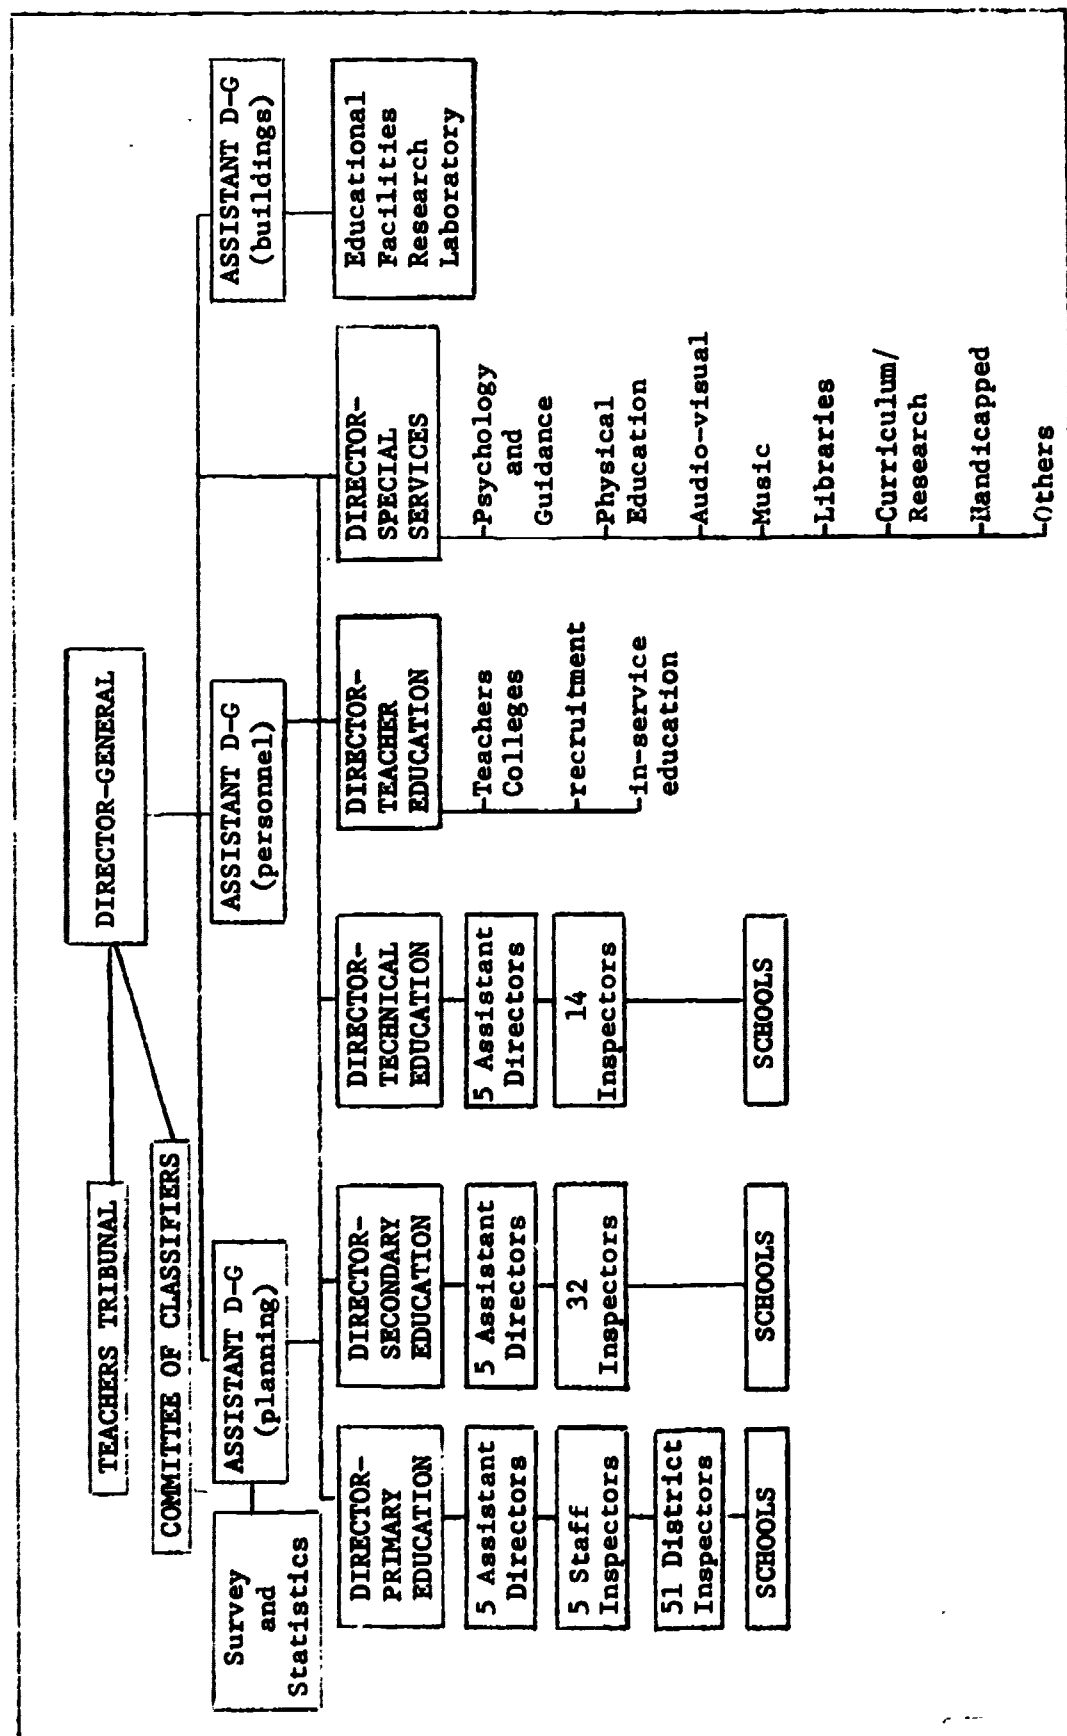 DIRECTOR-GENERAL
TEACHERS TRIBUNAL
COMMITTEE OF CLASSIFIERS
Survey
and
Statistics
ASSISTANT D-G
(planning)
ASSISTANT D-G
(personnel)
ASSISTANT D-G
(buildings)
DIRECTOR-
PRIMARY
EDUCATION
5 Assistant
Directors
5 Staff
Inspectors
51 District
Inspectors
SCHOOLS
DIRECTOR-
SECONDARY
EDUCATION
5 Assistant
Directors
32
Inspectors
SCHOOLS
DIRECTOR-
TECHNICAL
EDUCATION
5 Assistant
Directors
14
Inspectors
SCHOOLS
DIRECTOR-
TEACHER
EDUCATION
Teachers
Colleges
recruitment
in-service
education
DIRECTOR-
SPECIAL
SERVICES
Psychology
and
Guidance
Physical
Education
Audio-visual
Music
Libraries
Curriculum/
Research
Handicapped
Others
Educational
Facilities
Research
Laboratory